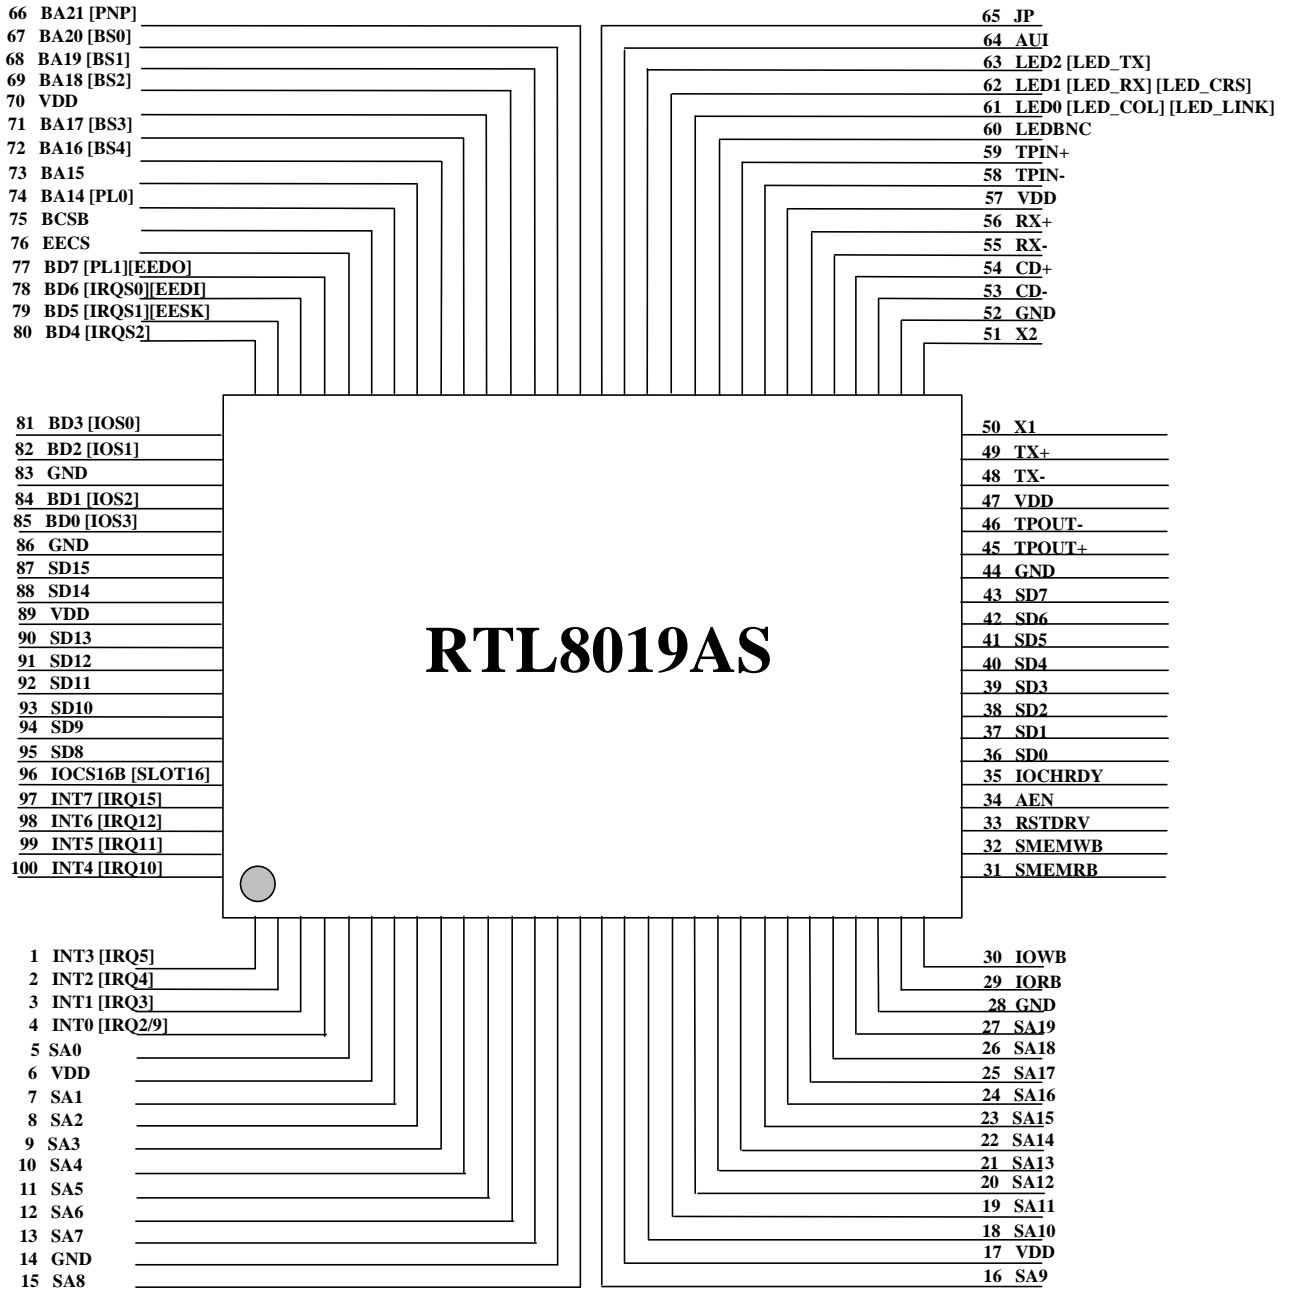 66 BA21 [PNP]
67 BA20 [BS0]
68 BA19 [BS1]
69 BA18 [BS2]
70 VDD
71 BA17 [BS3]
72 BA16 [BS4]
73 BA15
74 BA14 [PL0]
75 BCSB
76 EECS
77 BD7 [PL1][EEDO]
78 BD6 [IRQS0][EEDI]
79 BD5 [IRQS1][EESK]
80 BD4 [IRQS2]
65 JP
64 AUI
63 LED2 [LED_TX]
62 LED1 [LED_RX] [LED_CRS]
61 LED0 [LED_COL] [LED_LINK]
60 LEDBNC
59 TPIN+
58 TPIN-
57 VDD
56 RX+
55 RX-
54 CD+
53 CD-
52 GND
51 X2
81 BD3 [IOS0]
82 BD2 [IOS1]
83 GND
84 BD1 [IOS2]
85 BD0 [IOS3]
86 GND
87 SD15
88 SD14
89 VDD
90 SD13
91 SD12
92 SD11
93 SD10
94 SD9
95 SD8
96 IOCS16B [SLOT16]
97 INT7 [IRQ15]
98 INT6 [IRQ12]
99 INT5 [IRQ11]
100 INT4 [IRQ10]
RTL8019AS
50 X1
49 TX+
48 TX-
47 VDD
46 TPOUT-
45 TPOUT+
44 GND
43 SD7
42 SD6
41 SD5
40 SD4
39 SD3
38 SD2
37 SD1
36 SD0
35 IOCHRDY
34 AEN
33 RSTDRV
32 SMEMWB
31 SMEMRB
1 INT3 [IRQ5]
2 INT2 [IRQ4]
3 INT1 [IRQ3]
4 INT0 [IRQ2/9]
5 SA0
6 VDD
7 SA1
8 SA2
9 SA3
10 SA4
11 SA5
12 SA6
13 SA7
14 GND
15 SA8
30 IOWB
29 IORB
28 GND
27 SA19
26 SA18
25 SA17
24 SA16
23 SA15
22 SA14
21 SA13
20 SA12
19 SA11
18 SA10
17 VDD
16 SA9